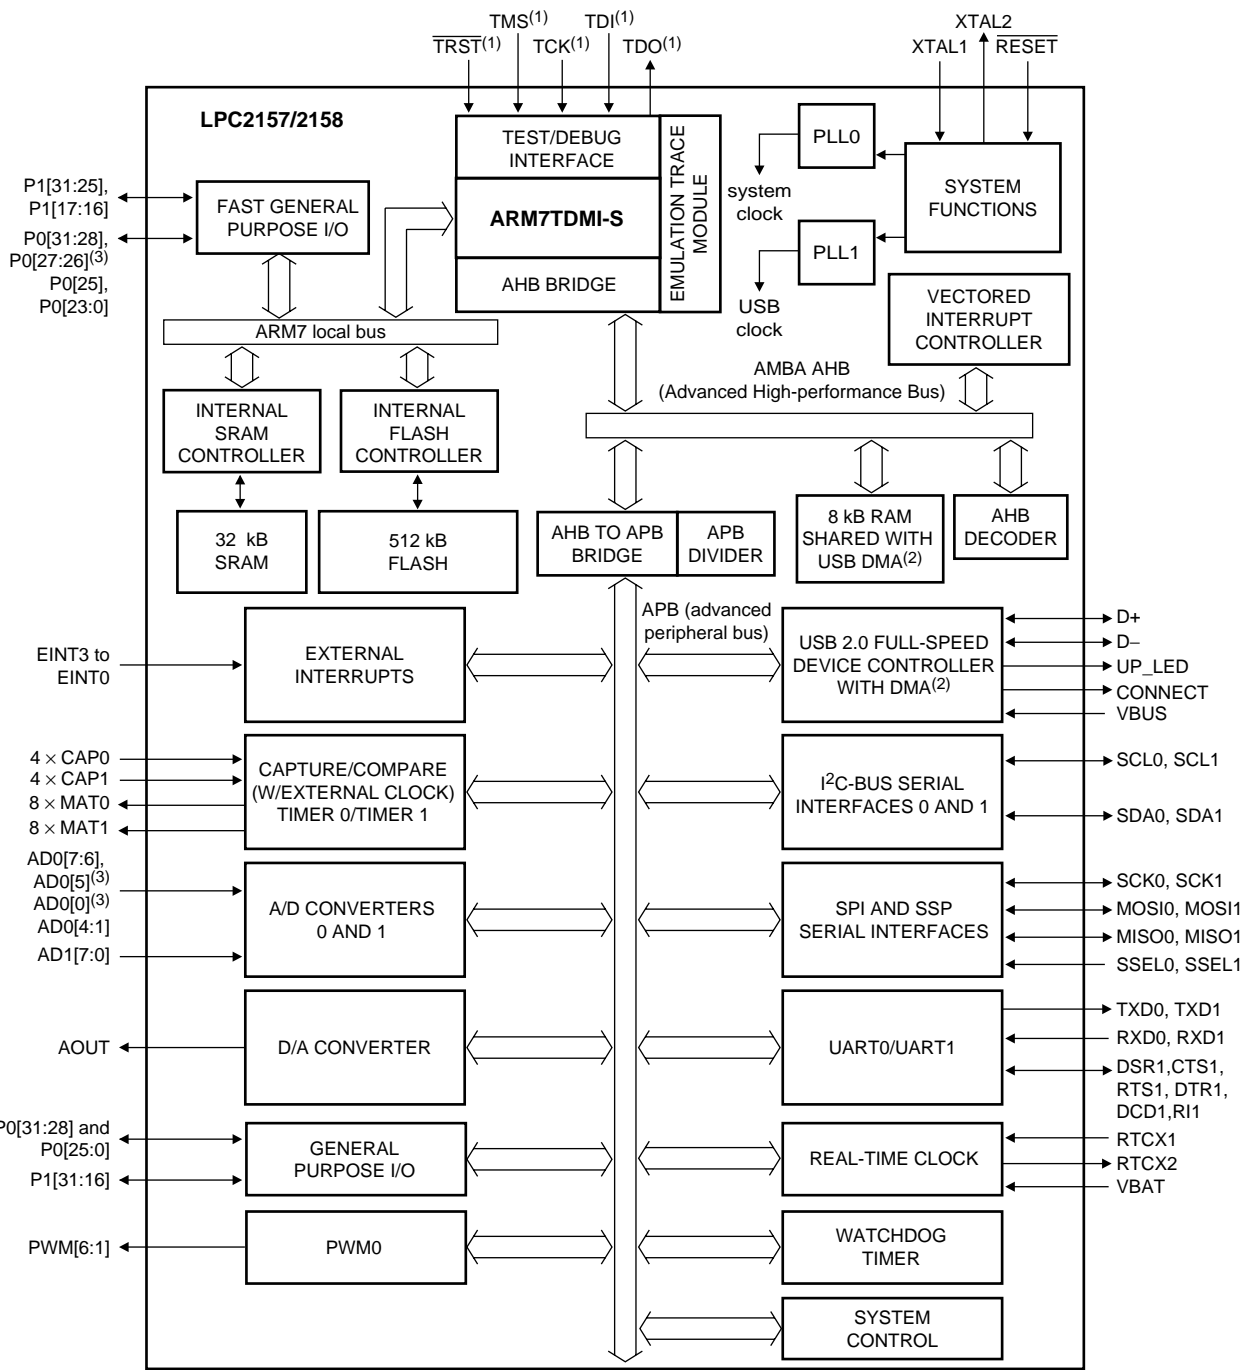 XTAL2
TMS(1)
TDI(1)
TRST(1)
TCK(1)
TDO(1)
XTAL1
RESET
LPC2157/2158
TEST/DEBUG
INTERFACE
ARM7TDMI-S
AHB BRIDGE
EMULATION TRACE
MODULE
PLL0
system
clock
PLL1
USB
clock
SYSTEM
FUNCTIONS
P1[31:25],
P1[17:16]
P0[31:28],
P0[27:26](3)
P0[25],
P0[23:0]
FAST GENERAL
PURPOSE I/O
VECTORED
INTERRUPT
CONTROLLER
ARM7 local bus
AMBA AHB
(Advanced High-performance Bus)
INTERNAL
SRAM
CONTROLLER
INTERNAL
FLASH
CONTROLLER
32 kB
SRAM
512 kB
FLASH
AHB TO APB
BRIDGE
APB
DIVIDER
8 kB RAM
SHARED WITH
USB DMA(2)
AHB
DECODER
APB (advanced
peripheral bus)
EINT3 to
EINT0
EXTERNAL
INTERRUPTS
USB 2.0 FULL-SPEED
DEVICE CONTROLLER
WITH DMA(2)
D+
D−
UP_LED
CONNECT
VBUS
4 × CAP0
4 × CAP1
8 × MAT0
8 × MAT1
CAPTURE/COMPARE
(W/EXTERNAL CLOCK)
TIMER 0/TIMER 1
I2C-BUS SERIAL
INTERFACES 0 AND 1
SCL0, SCL1
SDA0, SDA1
AD0[7:6],
AD0[5](3)
AD0[0](3)
AD0[4:1]
AD1[7:0]
A/D CONVERTERS
0 AND 1
SPI AND SSP
SERIAL INTERFACES
SCK0, SCK1
MOSI0, MOSI1
MISO0, MISO1
SSEL0, SSEL1
AOUT
D/A CONVERTER
UART0/UART1
TXD0, TXD1
RXD0, RXD1
DSR1,CTS1,
RTS1, DTR1,
DCD1,RI1
P0[31:28] and
P0[25:0]
P1[31:16]
GENERAL
PURPOSE I/O
REAL-TIME CLOCK
RTCX1
RTCX2
VBAT
PWM[6:1]
PWM0
WATCHDOG
TIMER
SYSTEM
CONTROL